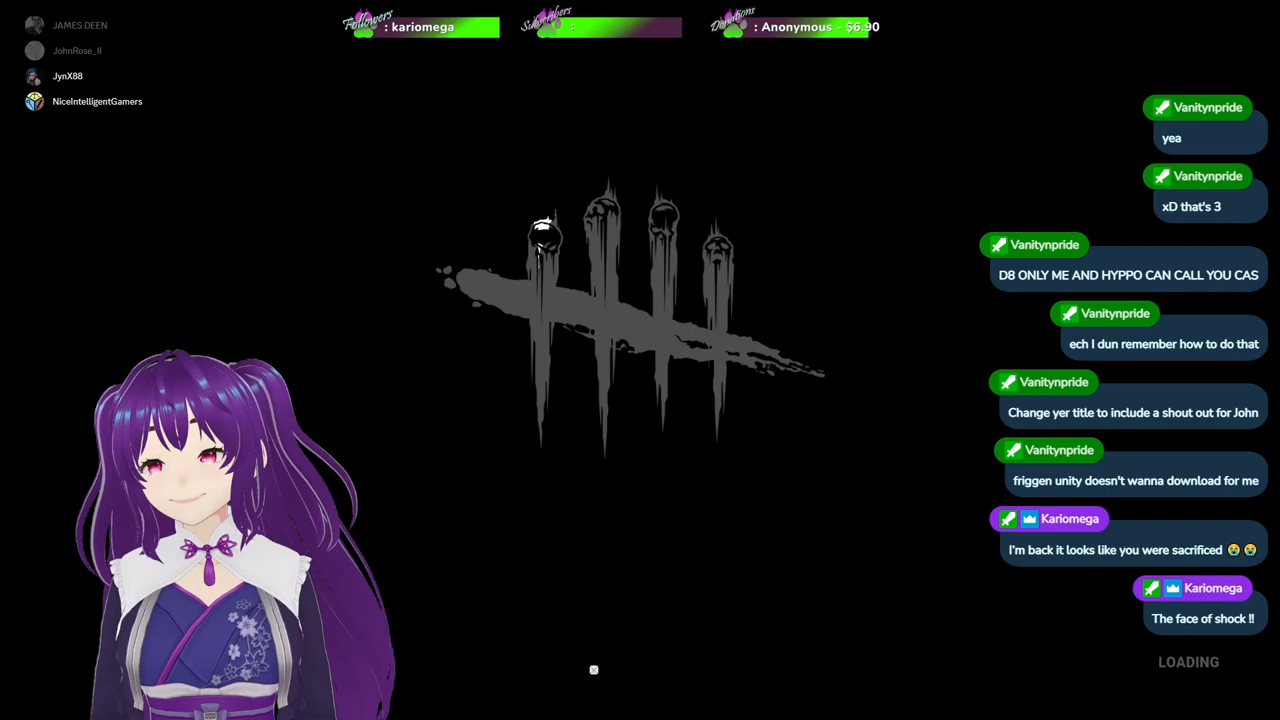 JAMES DEEN
JohnRose_II
JynX88
NiceIntelligentGamers
Followers : kariomega
Subscribers :
Donations : Anonymous - $6.90
Vanitynpride
yea
Vanitynpride
xD that's 3
Vanitynpride
D8 ONLY ME AND HYPPO CAN CALL YOU CAS
Vanitynpride
ech I dun remember how to do that
Vanitynpride
Change yer title to include a shout out for John
Vanitynpride
friggen unity doesn't wanna download for me
Kariomega
I'm back it looks like you were sacrificed 😭 😭
Kariomega
The face of shock !!
LOADING